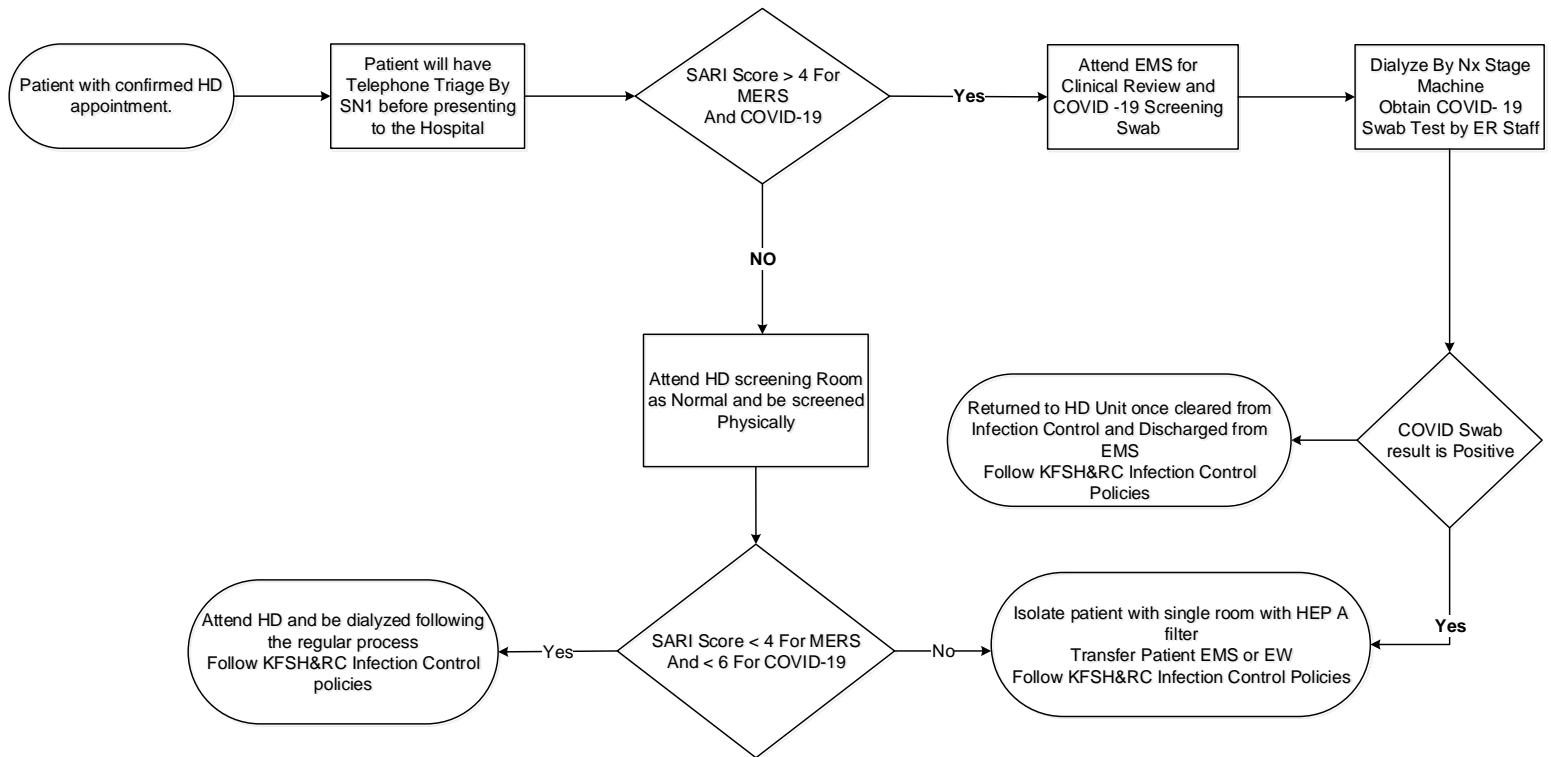 Patient with confirmed HD
appointment.
Patient will have
Telephone Triage By
SN1 before presenting
to the Hospital
SARI Score > 4 For
MERS
And COVID-19
Yes
Attend EMS for
Clinical Review and
COVID -19 Screening
Swab
Dialyze By Nx Stage
Machine
Obtain COVID- 19
Swab Test by ER Staff
NO
Attend HD screening Room
as Normal and be screened
Physically
Returned to HD Unit once cleared from
Infection Control and Discharged from
EMS
Follow KFSH&RC Infection Control
Policies
COVID Swab
result is Positive
Yes
Attend HD and be dialyzed following
the regular process
Follow KFSH&RC Infection Control
policies
Yes
SARI Score < 4 For MERS
And < 6 For COVID-19
No
Isolate patient with single room with HEP A
filter
Transfer Patient EMS or EW
Follow KFSH&RC Infection Control Policies